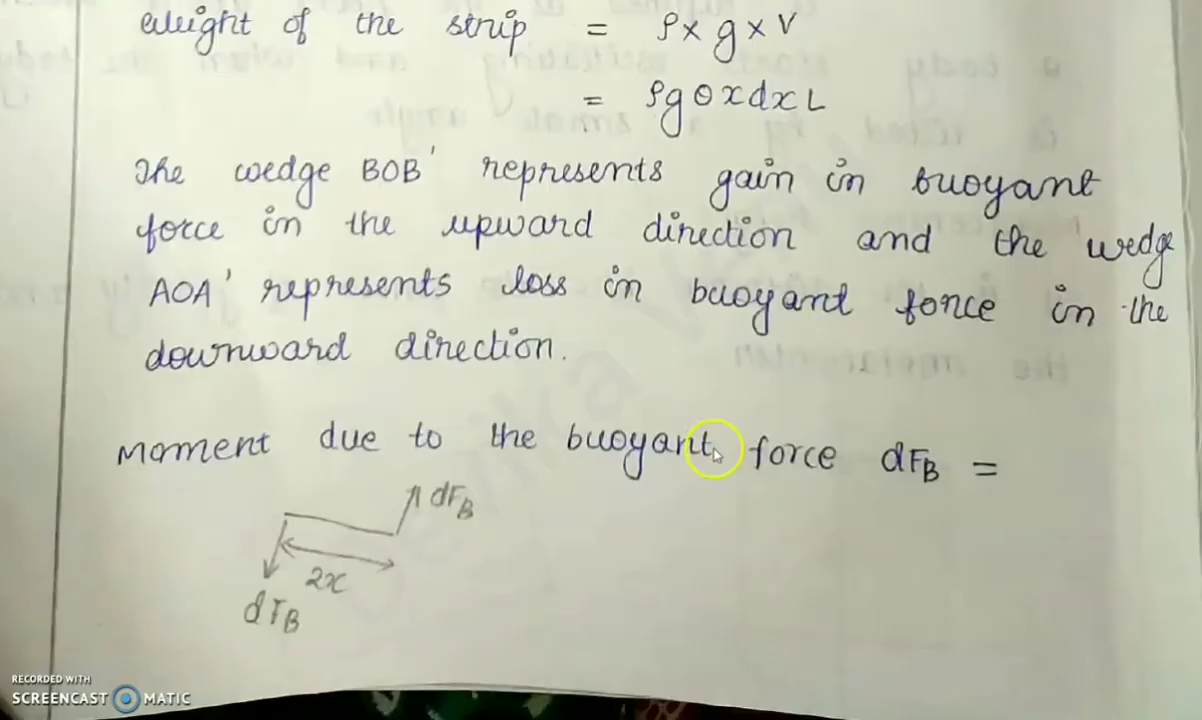 Weight of the strip = ρ x g x V
= ρg θ x dx L
The wedge BOB' represents gain in buoyant
force in the upward direction and the wedge
AOA' represents loss in buoyant force in the
downward direction.
Moment due to the buoyant force dFB =
dFB
2x
dFB
RECORDED WITH
SCREENCAST MATIC